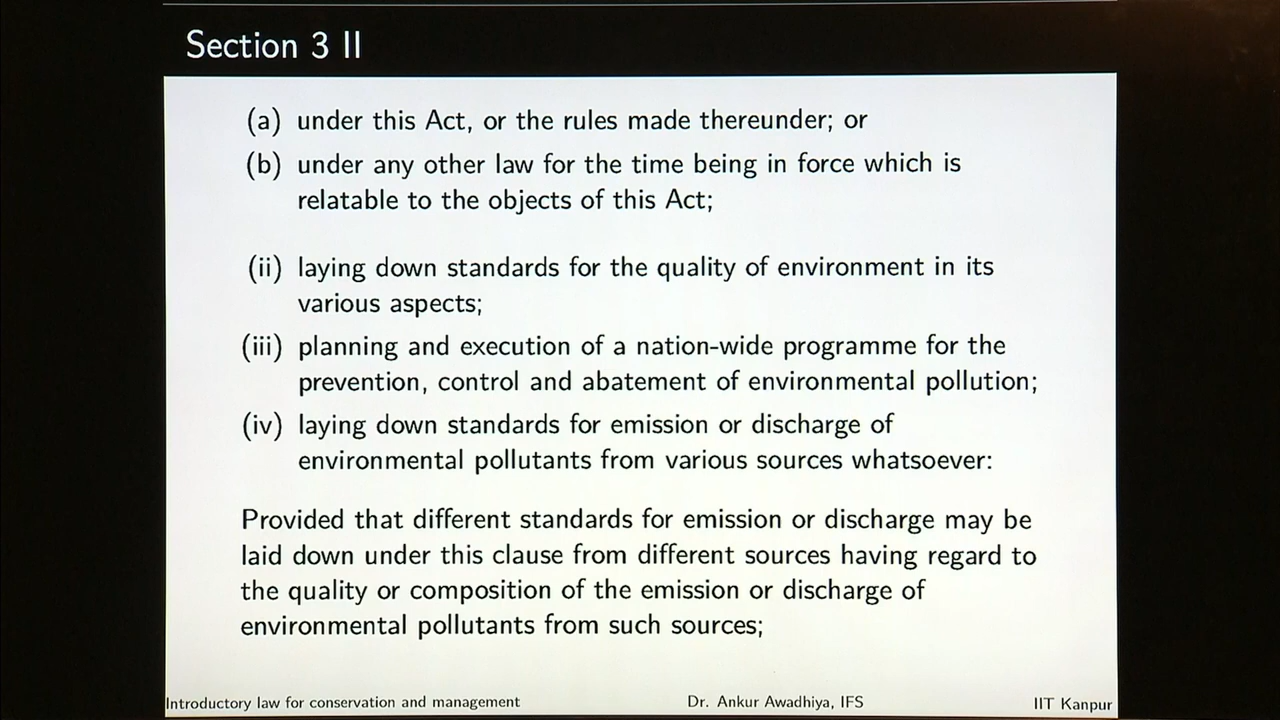 Section 3 II
(a) under this Act, or the rules made thereunder; or
(b) under any other law for the time being in force which is
relatable to the objects of this Act;
(ii) laying down standards for the quality of environment in its
various aspects;
(iii) planning and execution of a nation-wide programme for the
prevention, control and abatement of environmental pollution;
(iv) laying down standards for emission or discharge of
environmental pollutants from various sources whatsoever:
Provided that different standards for emission or discharge may be
laid down under this clause from different sources having regard to
the quality or composition of the emission or discharge of
environmental pollutants from such sources;
Introductory law for conservation and management Dr. Ankur Awadhiya, IFS IIT Kanpur